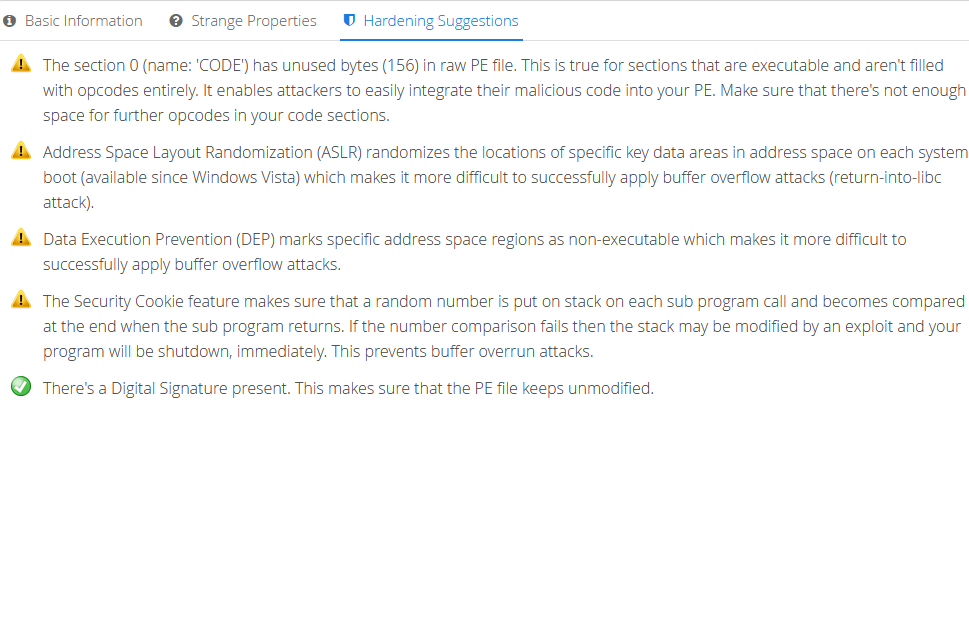 Basic Information
Strange Properties
Hardening Suggestions
The section 0 (name: 'CODE') has unused bytes (156) in raw PE file. This is true for sections that are executable and aren't filled
with opcodes entirely. It enables attackers to easily integrate their malicious code into your PE. Make sure that there's not enough
space for further opcodes in your code sections.
Address Space Layout Randomization (ASLR) randomizes the locations of specific key data areas in address space on each system
boot (available since Windows Vista) which makes it more difficult to successfully apply buffer overflow attacks (return-into-libc
attack).
Data Execution Prevention (DEP) marks specific address space regions as non-executable which makes it more difficult to
successfully apply buffer overflow attacks.
The Security Cookie feature makes sure that a random number is put on stack on each sub program call and becomes compared
at the end when the sub program returns. If the number comparison fails then the stack may be modified by an exploit and your
program will be shutdown, immediately. This prevents buffer overrun attacks.
There's a Digital Signature present. This makes sure that the PE file keeps unmodified.